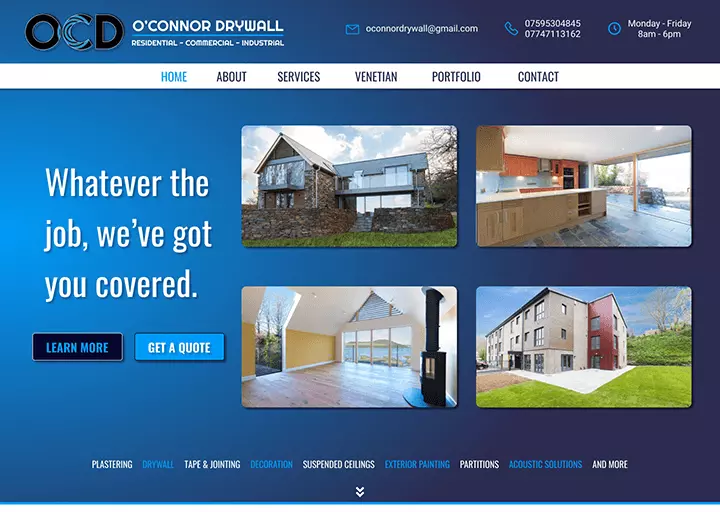 OCD
O'CONNOR DRYWALL
RESIDENTIAL - COMMERCIAL - INDUSTRIAL
oconnordrywall@gmail.com
07595304845
07747113162
Monday - Friday
8am - 6pm
HOME ABOUT SERVICES VENETIAN PORTFOLIO CONTACT
Whatever the
job, we've got
you covered.
LEARN MORE GET A QUOTE
PLASTERING DRYWALL TAPE & JOINTING DECORATION SUSPENDED CEILINGS EXTERIOR PAINTING PARTITIONS ACOUSTIC SOLUTIONS AND MORE